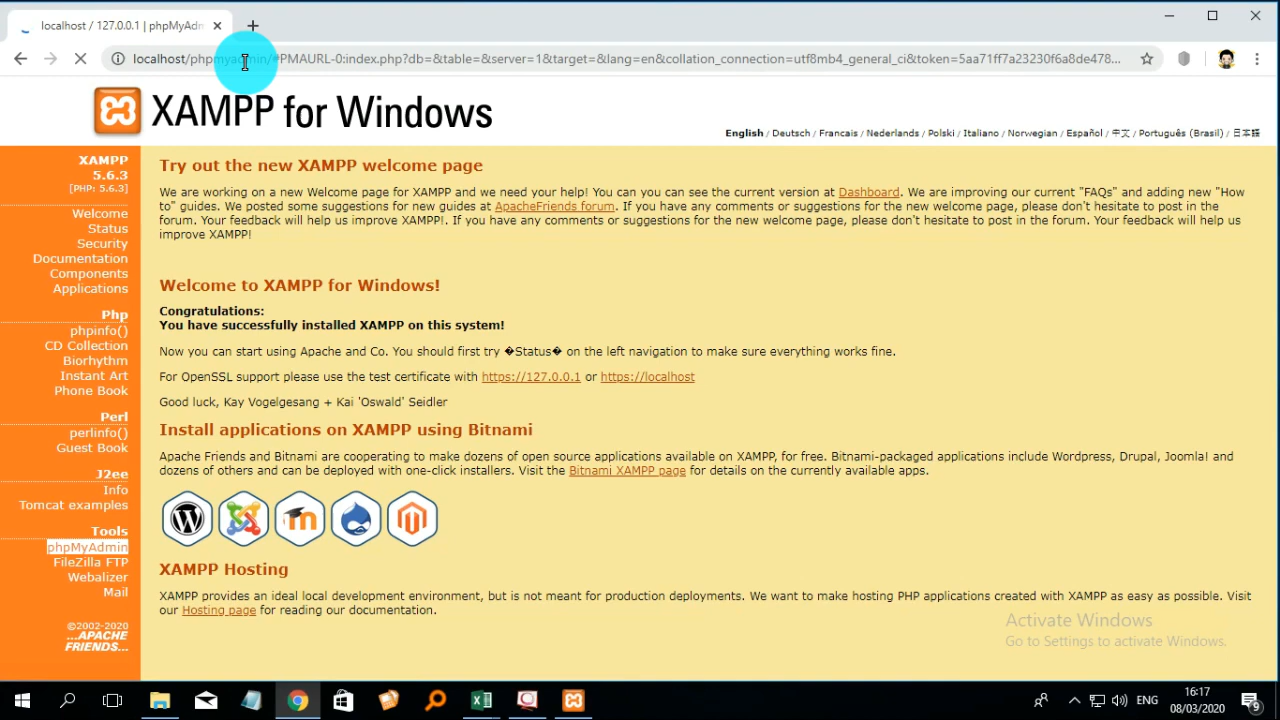 localhost / 127.0.0.1 | phpMyAdm
localhost/phpmyadmin/#PMAURL-0:index.php?db=&table=&server=1&target=&lang=en&collation_connection=utf8mb4_general_ci&token=5aa71ff7a23230f6a8de478...
XAMPP for Windows
English / Deutsch / Francais / Nederlands / Polski / Italiano / Norwegian / Español / 中文 / Português (Brasil) / 日本語
XAMPP
5.6.3
[PHP: 5.6.3]
Welcome
Status
Security
Documentation
Components
Applications
Php
phpinfo()
CD Collection
Biorhythm
Instant Art
Phone Book
Perl
perlinfo()
Guest Book
J2ee
Info
Tomcat examples
Tools
phpMyAdmin
FileZilla FTP
Webalizer
Mail
©2002-2020
...APACHE
FRIENDS...
Try out the new XAMPP welcome page
We are working on a new Welcome page for XAMPP and we need your help! You can you can see the current version at Dashboard. We are improving our current "FAQs" and adding new "How
to" guides. We posted some suggestions for new guides at ApacheFriends forum. If you have any comments or suggestions for the new welcome page, please don't hesitate to post in the
forum. Your feedback will help us improve XAMPP!. If you have any comments or suggestions for the new welcome page, please don't hesitate to post in the forum. Your feedback will help us
improve XAMPP!
Welcome to XAMPP for Windows!
Congratulations:
You have successfully installed XAMPP on this system!
Now you can start using Apache and Co. You should first try �Status� on the left navigation to make sure everything works fine.
For OpenSSL support please use the test certificate with https://127.0.0.1 or https://localhost
Good luck, Kay Vogelgesang + Kai 'Oswald' Seidler
Install applications on XAMPP using Bitnami
Apache Friends and Bitnami are cooperating to make dozens of open source applications available on XAMPP, for free. Bitnami-packaged applications include Wordpress, Drupal, Joomla! and
dozens of others and can be deployed with one-click installers. Visit the Bitnami XAMPP page for details on the currently available apps.
XAMPP Hosting
XAMPP provides an ideal local development environment, but is not meant for production deployments. We want to make hosting PHP applications created with XAMPP as easy as possible. Visit
our Hosting page for reading our documentation.
Activate Windows
Go to Settings to activate Windows.
ENG
16:17
08/03/2020
9